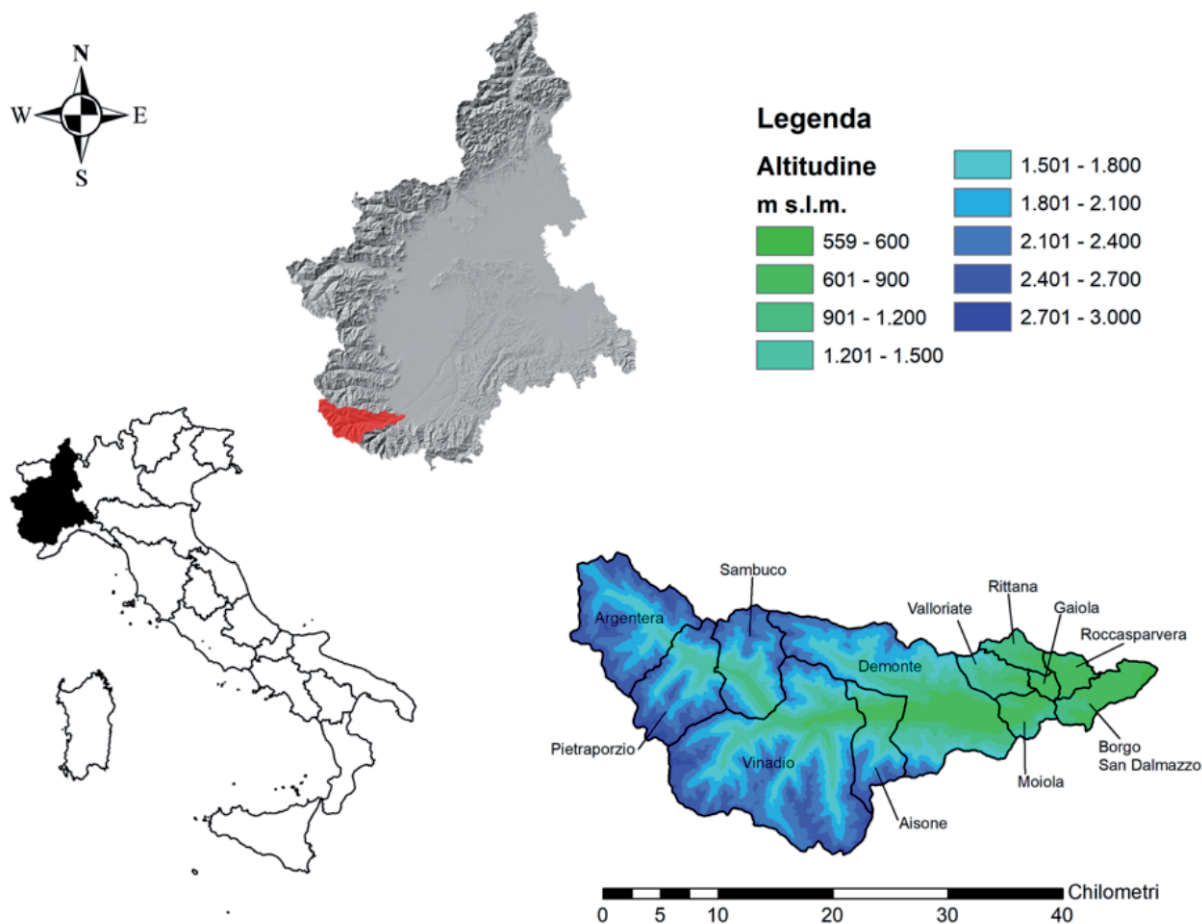 N
W
E
S
Legenda
Altitudine
m s.l.m.
559 - 600
601 - 900
901 - 1.200
1.201 - 1.500
1.501 - 1.800
1.801 - 2.100
2.101 - 2.400
2.401 - 2.700
2.701 - 3.000
Sambuco
Rittana
Valloriate
Gaiola
Argentera
Roccasparvera
Demonte
Pietraporzio
Vinadio
Borgo
San Dalmazzo
Moiola
Aisone
Chilometri
0 5 10 20 30 40